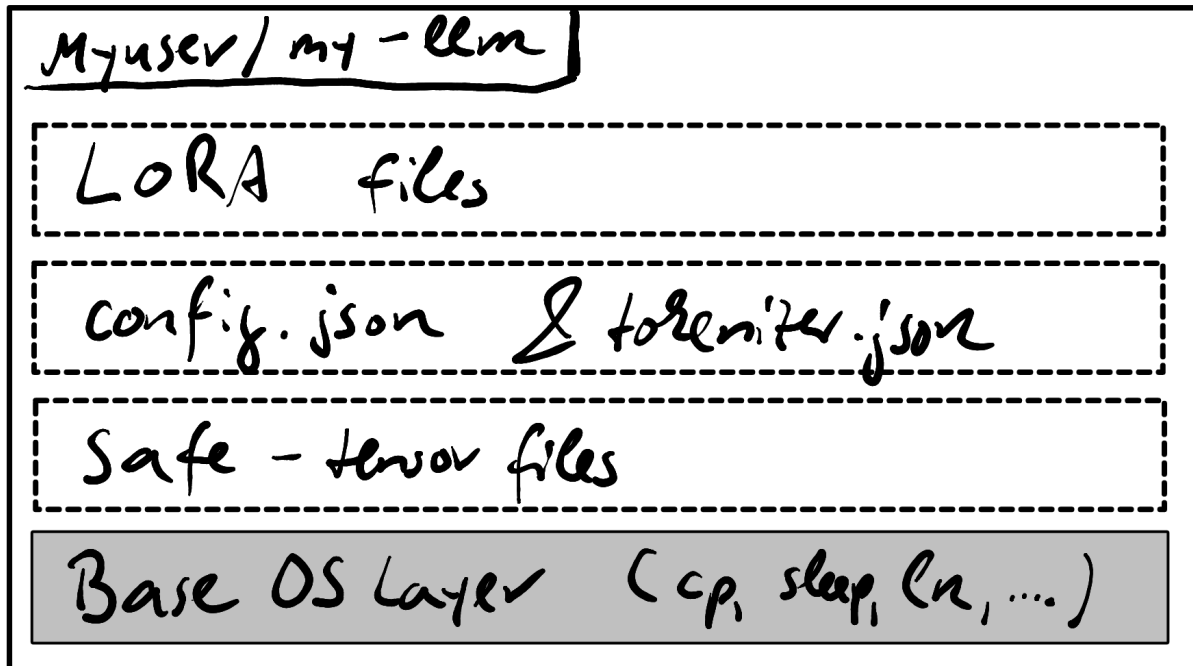 Myuser/my-llm
LoRA files
config.json & tokenizer.json
Safe-tensor files
Base OS Layer (cp, sleep, ln, ....)